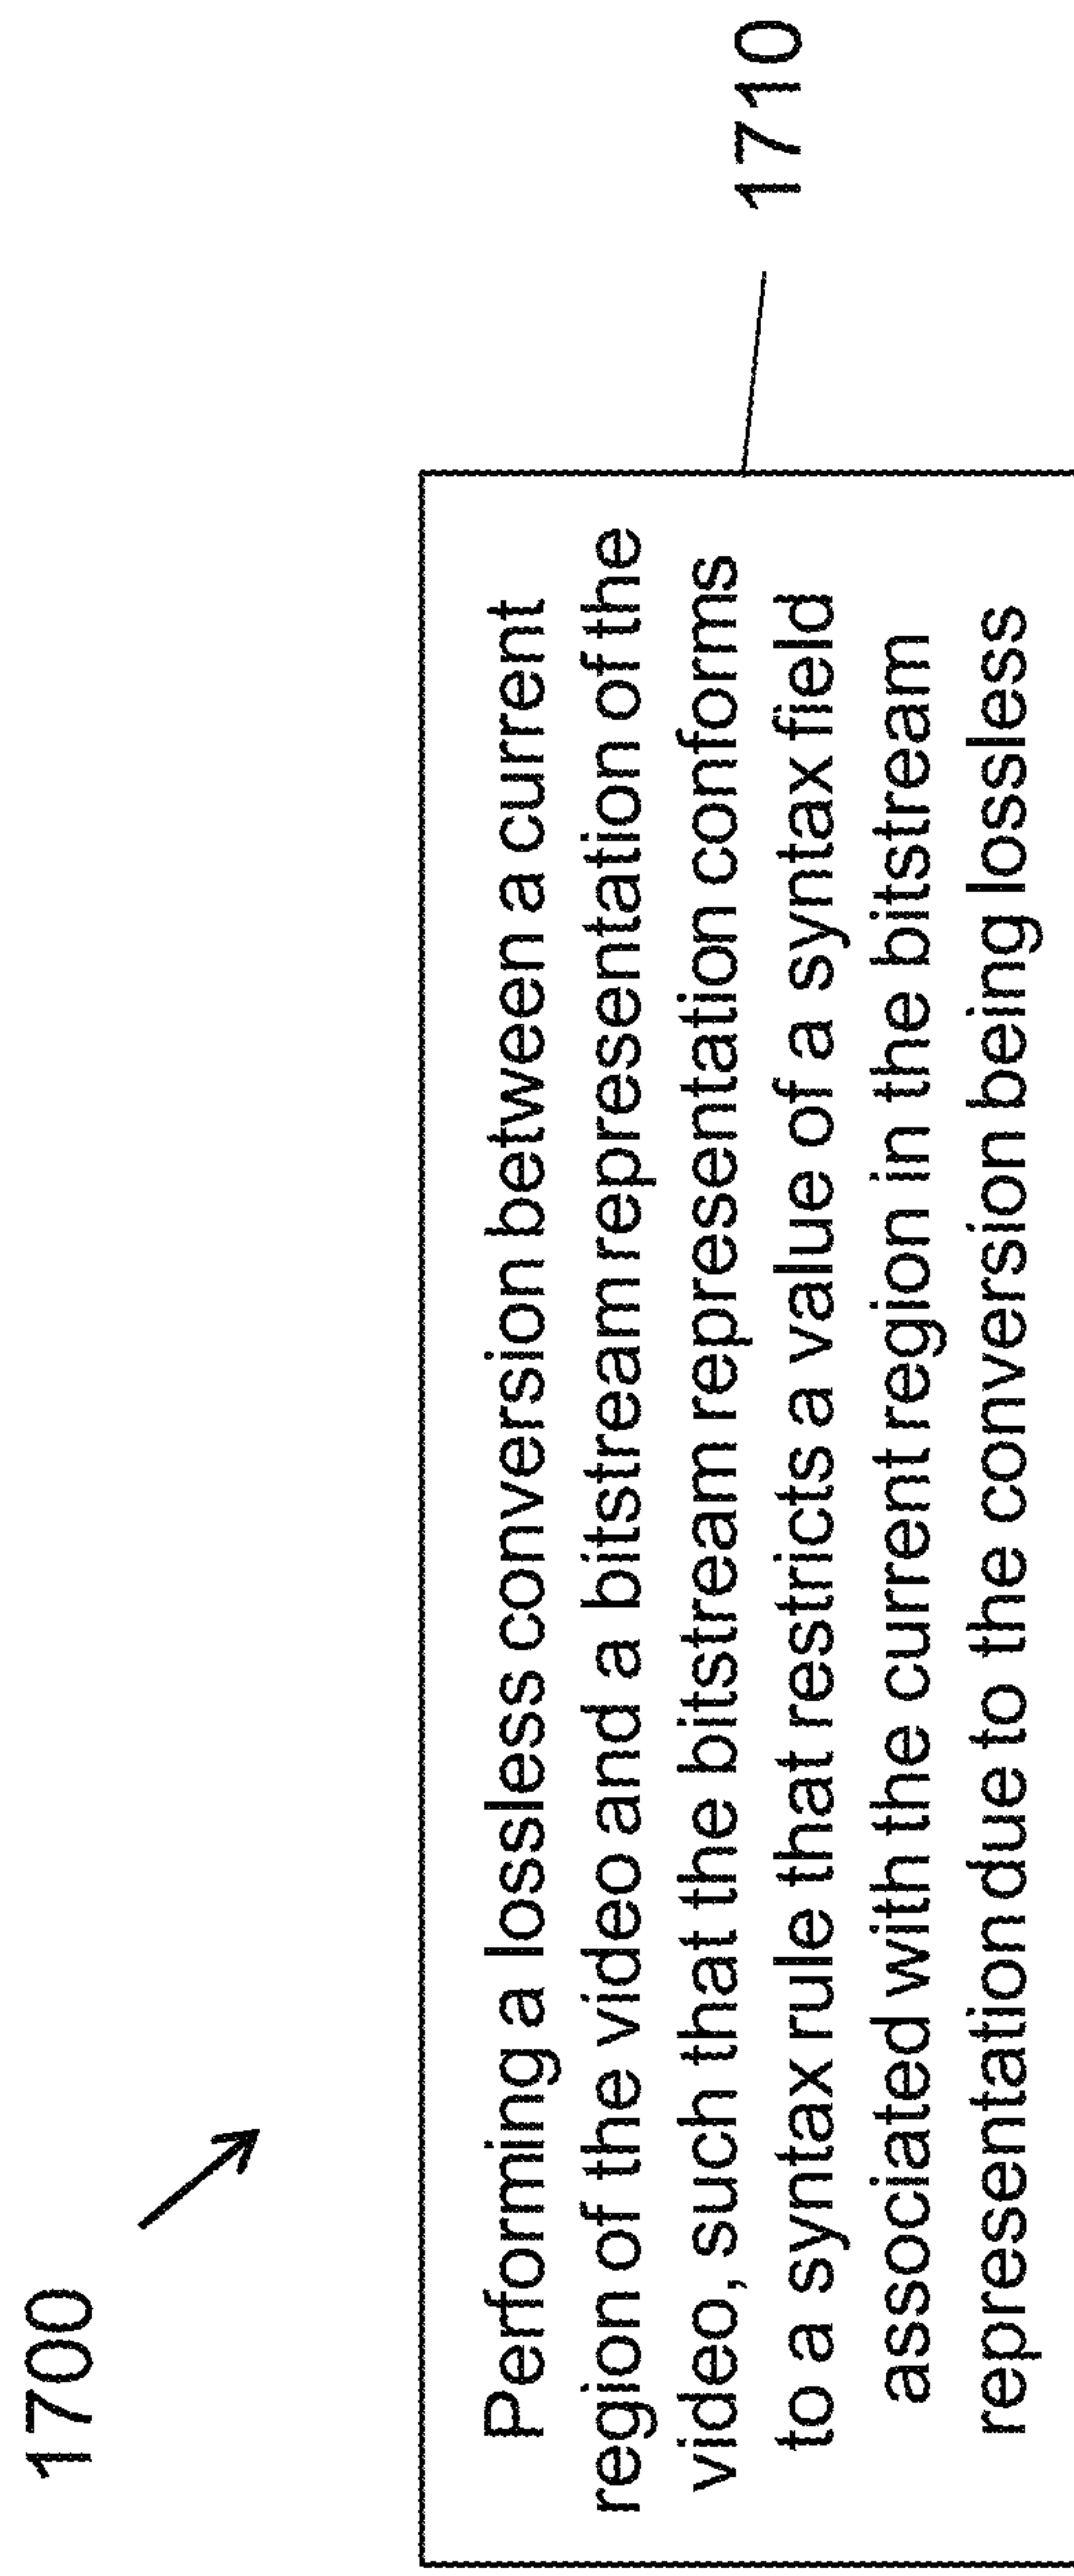 1700
Performing a lossless conversion between a current
region of the video and a bitstream representation of the
video, such that the bitstream representation conforms
to a syntax rule that restricts a value of a syntax field
associated with the current region in the bitstream
representation due to the conversion being lossless
1710